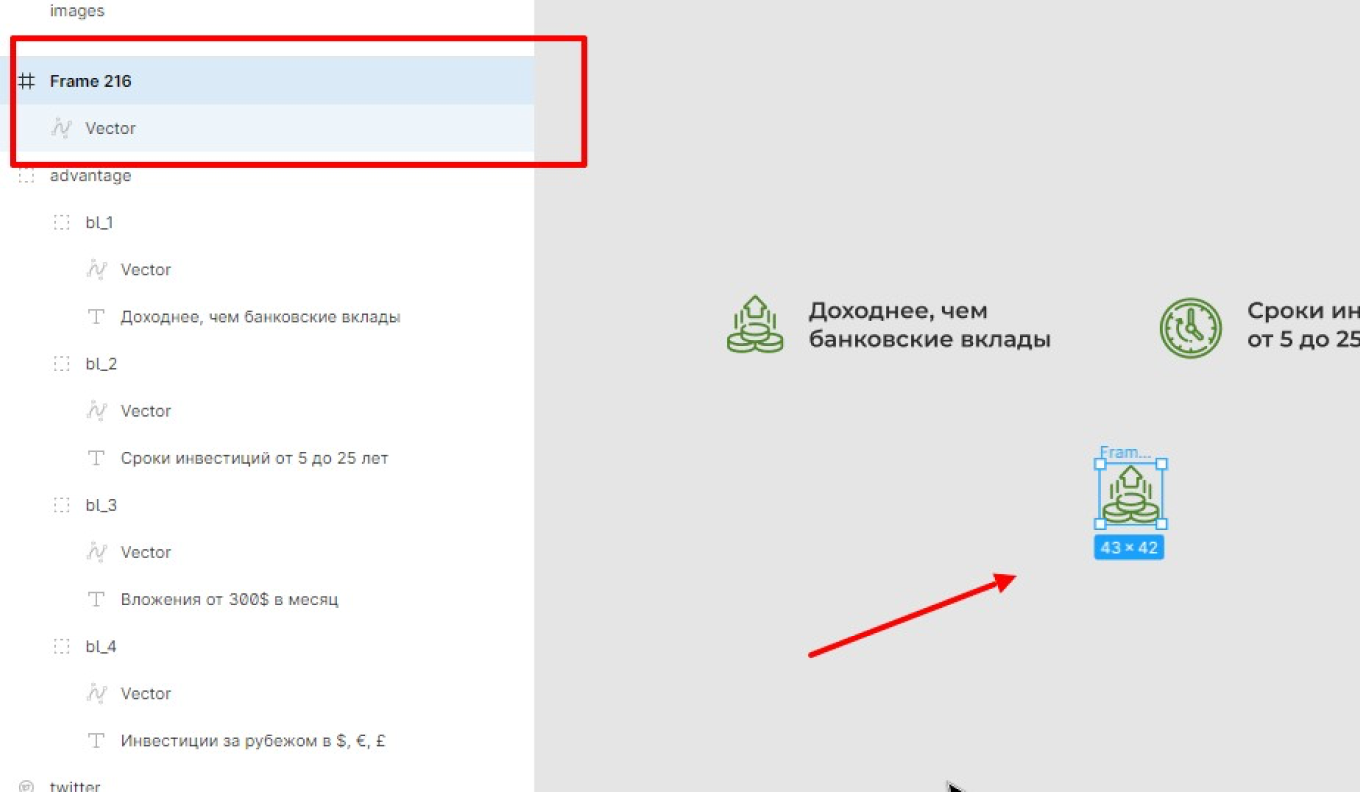 images
Frame 216
Vector
advantage
bl_1
Vector
Доходнее, чем банковские вклады
bl_2
Vector
Сроки инвестиций от 5 до 25 лет
bl_3
Vector
Вложения от 300$ в месяц
bl_4
Vector
Инвестиции за рубежом в $, €, £
twitter
Доходнее, чем
банковские вклады
Сроки ин
от 5 до 25
Fram...
43 × 42